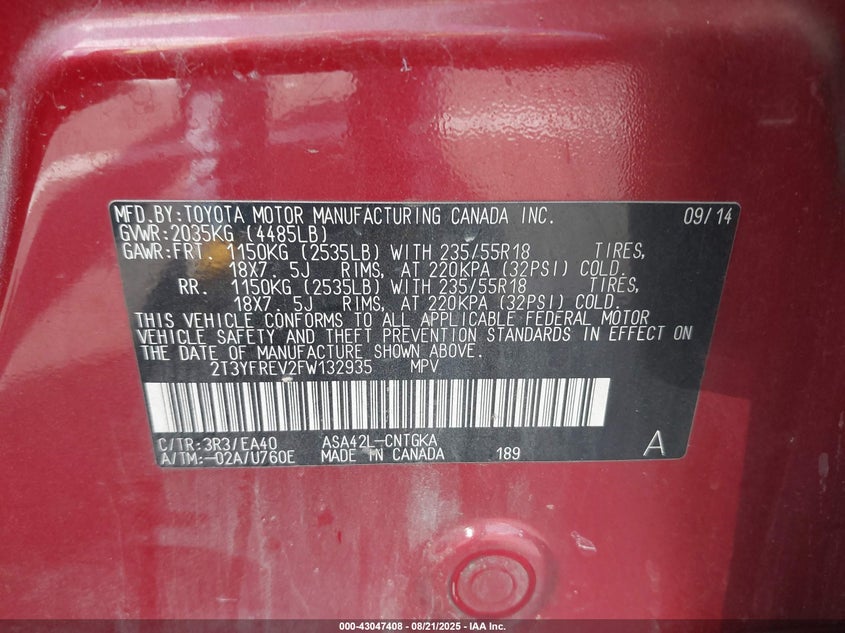 MFD.BY:TOYOTA MOTOR MANUFACTURING CANADA INC. 09/14
GVWR:2035KG (4485LB)
GAWR:FRT. 1150KG (2535LB) WITH 235/55R18 TIRES,
18X7.5J RIMS, AT 220KPA (32PSI) COLD.
RR. 1150KG (2535LB) WITH 235/55R18 TIRES,
18X7.5J RIMS, AT 220KPA (32PSI) COLD.
THIS VEHICLE CONFORMS TO ALL APPLICABLE FEDERAL MOTOR
VEHICLE SAFETY AND THEFT PREVENTION STANDARDS IN EFFECT ON
THE DATE OF MANUFACTURE SHOWN ABOVE.
2T3YFREV2FW132935 MPV
C/TR:3R3/EA40 ASA42L-CNTGKA
A/TM:-02A/U760E MADE IN CANADA 189 A
000-43047408 - 08/21/2025 - IAA Inc.